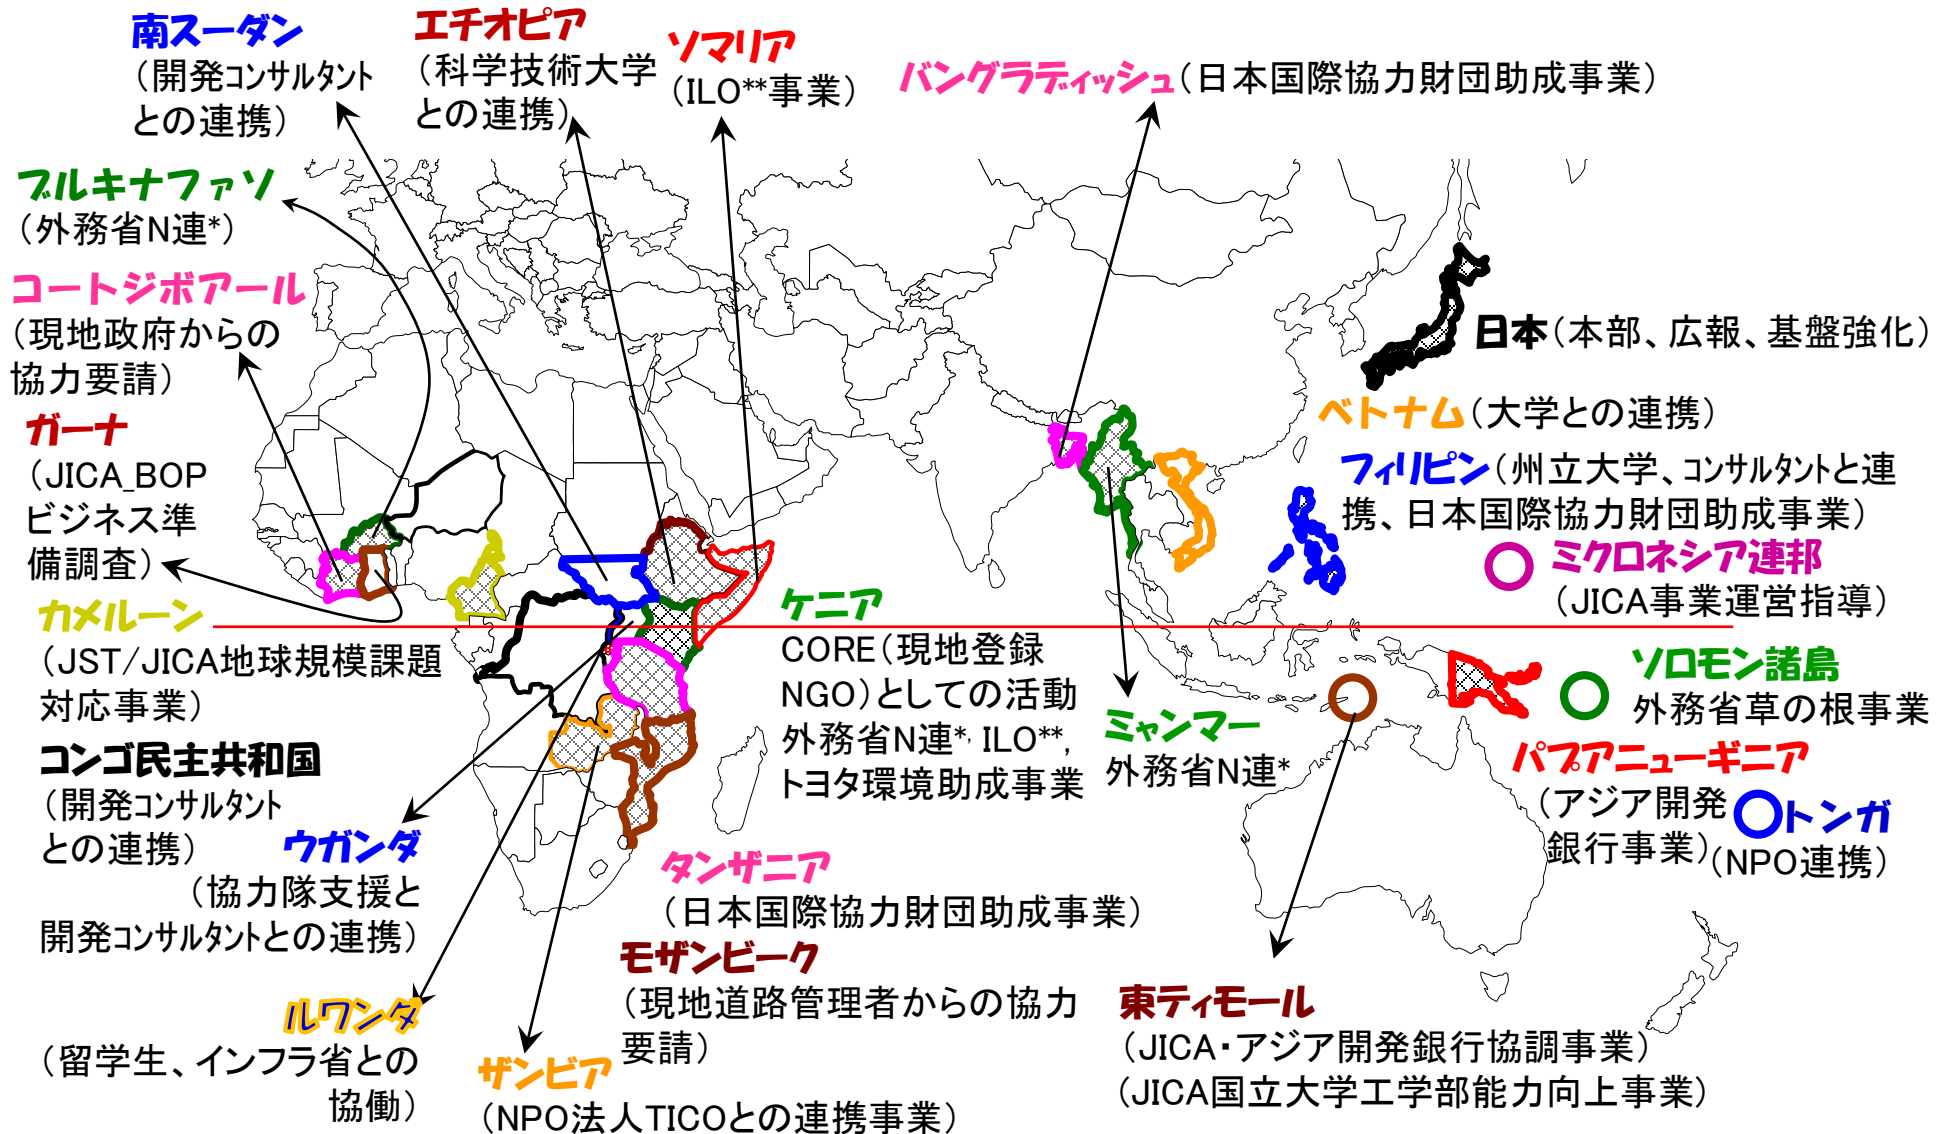 南スーダン
（開発コンサルタント
との連携）
エチオピア
（科学技術大学
との連携）
ソマリア
（ILO**事業）
バングラディッシュ（日本国際協力財団助成事業）
ブルキナファソ
（外務省N連*）
コートジボアール
（現地政府からの
協力要請）
ガーナ
（JICA_BOP
ビジネス準
備調査）
カメルーン
（JST/JICA地球規模課題
対応事業）
コンゴ民主共和国
（開発コンサルタント
との連携）
ウガンダ
（協力隊支援と
開発コンサルタントとの連携）
ルワンダ
（留学生、インフラ省との
協働）
ザンビア
（NPO法人TICOとの連携事業）
モザンビーク
（現地道路管理者からの協力
要請）
タンザニア
（日本国際協力財団助成事業）
ケニア
CORE（現地登録
NGO）としての活動
外務省N連*, ILO**,
トヨタ環境助成事業
ミャンマー
外務省N連*
日本（本部、広報、基盤強化）
ベトナム（大学との連携）
フィリピン（州立大学、コンサルタントと連
携、日本国際協力財団助成事業）
ミクロネシア連邦
（JICA事業運営指導）
ソロモン諸島
外務省草の根事業
パプアニューギニア
（アジア開発
銀行事業）
トンガ
（NPO連携）
東ティモール
（JICA・アジア開発銀行協調事業）
（JICA国立大学工学部能力向上事業）